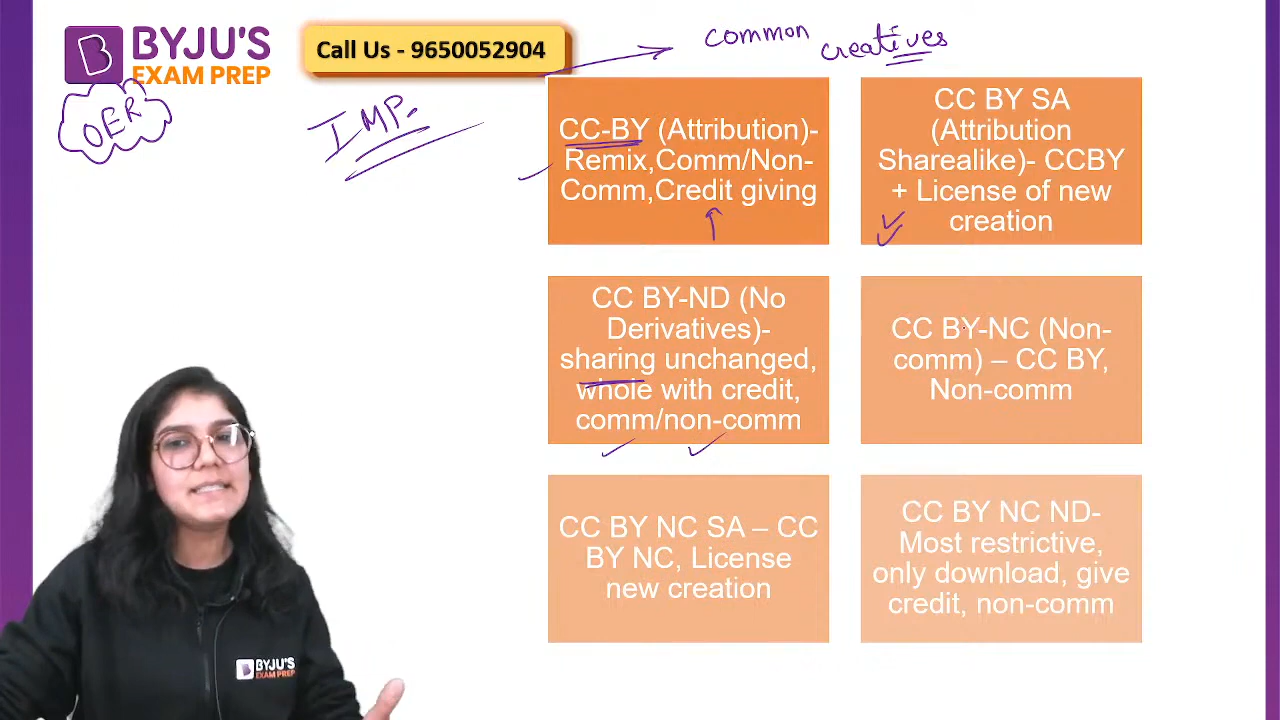 BYJU'S
EXAM PREP
Call Us - 9650052904
common
creatives
OER
IMP.
CC-BY (Attribution)-
Remix,Comm/Non-
Comm,Credit giving
CC BY SA
(Attribution
Sharealike)- CCBY
+ License of new
creation
CC BY-ND (No
Derivatives)-
sharing unchanged,
whole with credit,
comm/non-comm
CC BY-NC (Non-
comm) – CC BY,
Non-comm
CC BY NC SA – CC
BY NC, License
new creation
CC BY NC ND-
Most restrictive,
only download, give
credit, non-comm
BYJU'S
EXAM PREP